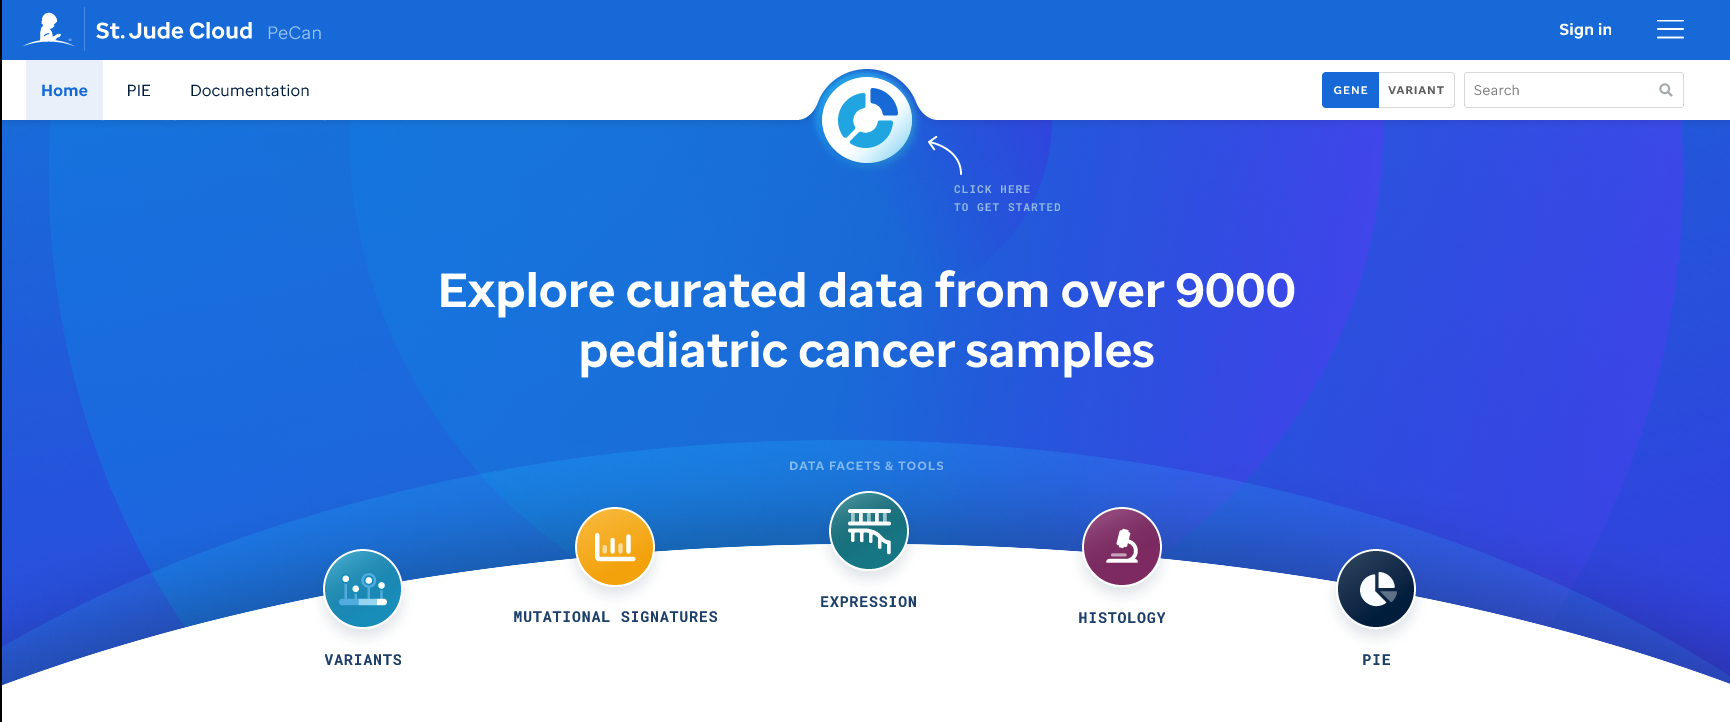 St. Jude Cloud PeCan
Sign in
Home PIE Documentation
GENE VARIANT Search
CLICK HERE
TO GET STARTED
Explore curated data from over 9000
pediatric cancer samples
DATA FACETS & TOOLS
VARIANTS
MUTATIONAL SIGNATURES
EXPRESSION
HISTOLOGY
PIE